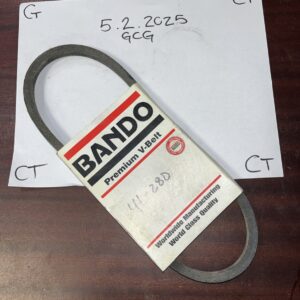 G
CT
5.2.2025
GCG
BANDO
Premium V-Belt
Worldwide Manufacturing
World Class Quality
CT
CT